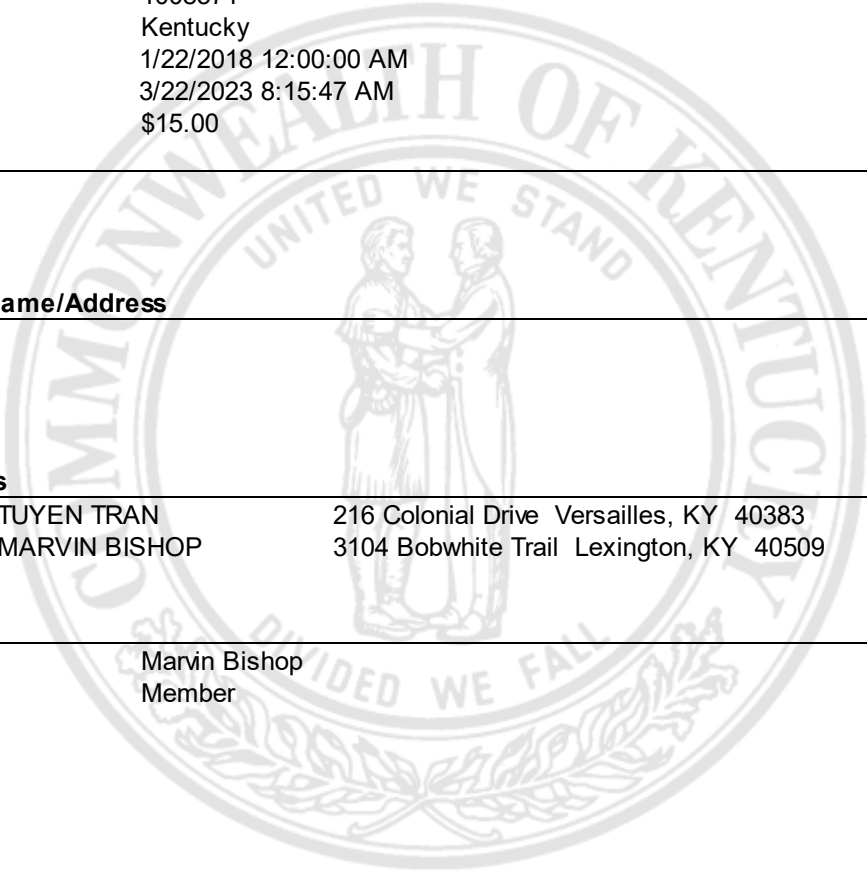 Kentucky
1/22/2018 12:00:00 AM
3/22/2023 8:15:47 AM
$15.00
COMMONWEALTH OF KENTUCKY
UNITED WE STAND
ame/Address
s
TUYEN TRAN 216 Colonial Drive Versailles, KY 40383
MARVIN BISHOP 3104 Bobwhite Trail Lexington, KY 40509
DIVIDED WE FALL
Marvin Bishop
Member